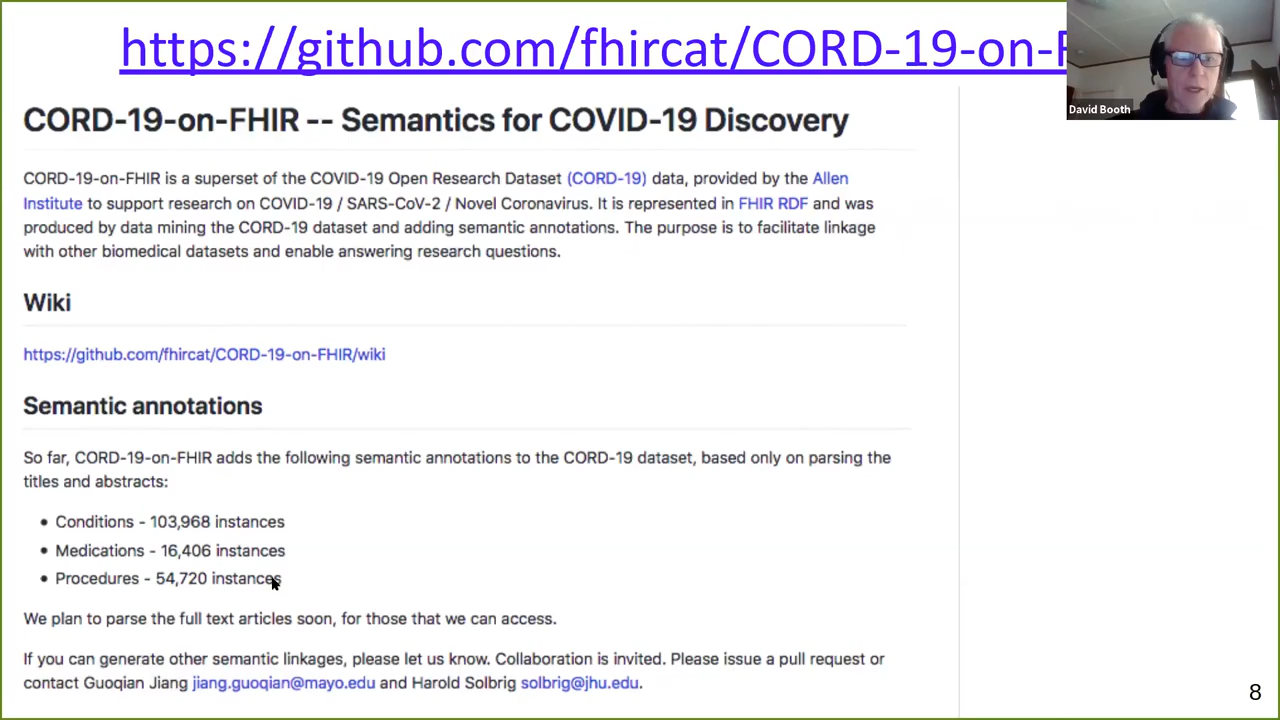 https://github.com/fhircat/CORD-19-on-
David Booth
CORD-19-on-FHIR -- Semantics for COVID-19 Discovery
CORD-19-on-FHIR is a superset of the COVID-19 Open Research Dataset (CORD-19) data, provided by the Allen
Institute to support research on COVID-19 / SARS-CoV-2 / Novel Coronavirus. It is represented in FHIR RDF and was
produced by data mining the CORD-19 dataset and adding semantic annotations. The purpose is to facilitate linkage
with other biomedical datasets and enable answering research questions.
Wiki
https://github.com/fhircat/CORD-19-on-FHIR/wiki
Semantic annotations
So far, CORD-19-on-FHIR adds the following semantic annotations to the CORD-19 dataset, based only on parsing the
titles and abstracts:
• Conditions - 103,968 instances
• Medications - 16,406 instances
• Procedures - 54,720 instances
We plan to parse the full text articles soon, for those that we can access.
If you can generate other semantic linkages, please let us know. Collaboration is invited. Please issue a pull request or
contact Guoqian Jiang jiang.guoqian@mayo.edu and Harold Solbrig solbrig@jhu.edu.
8